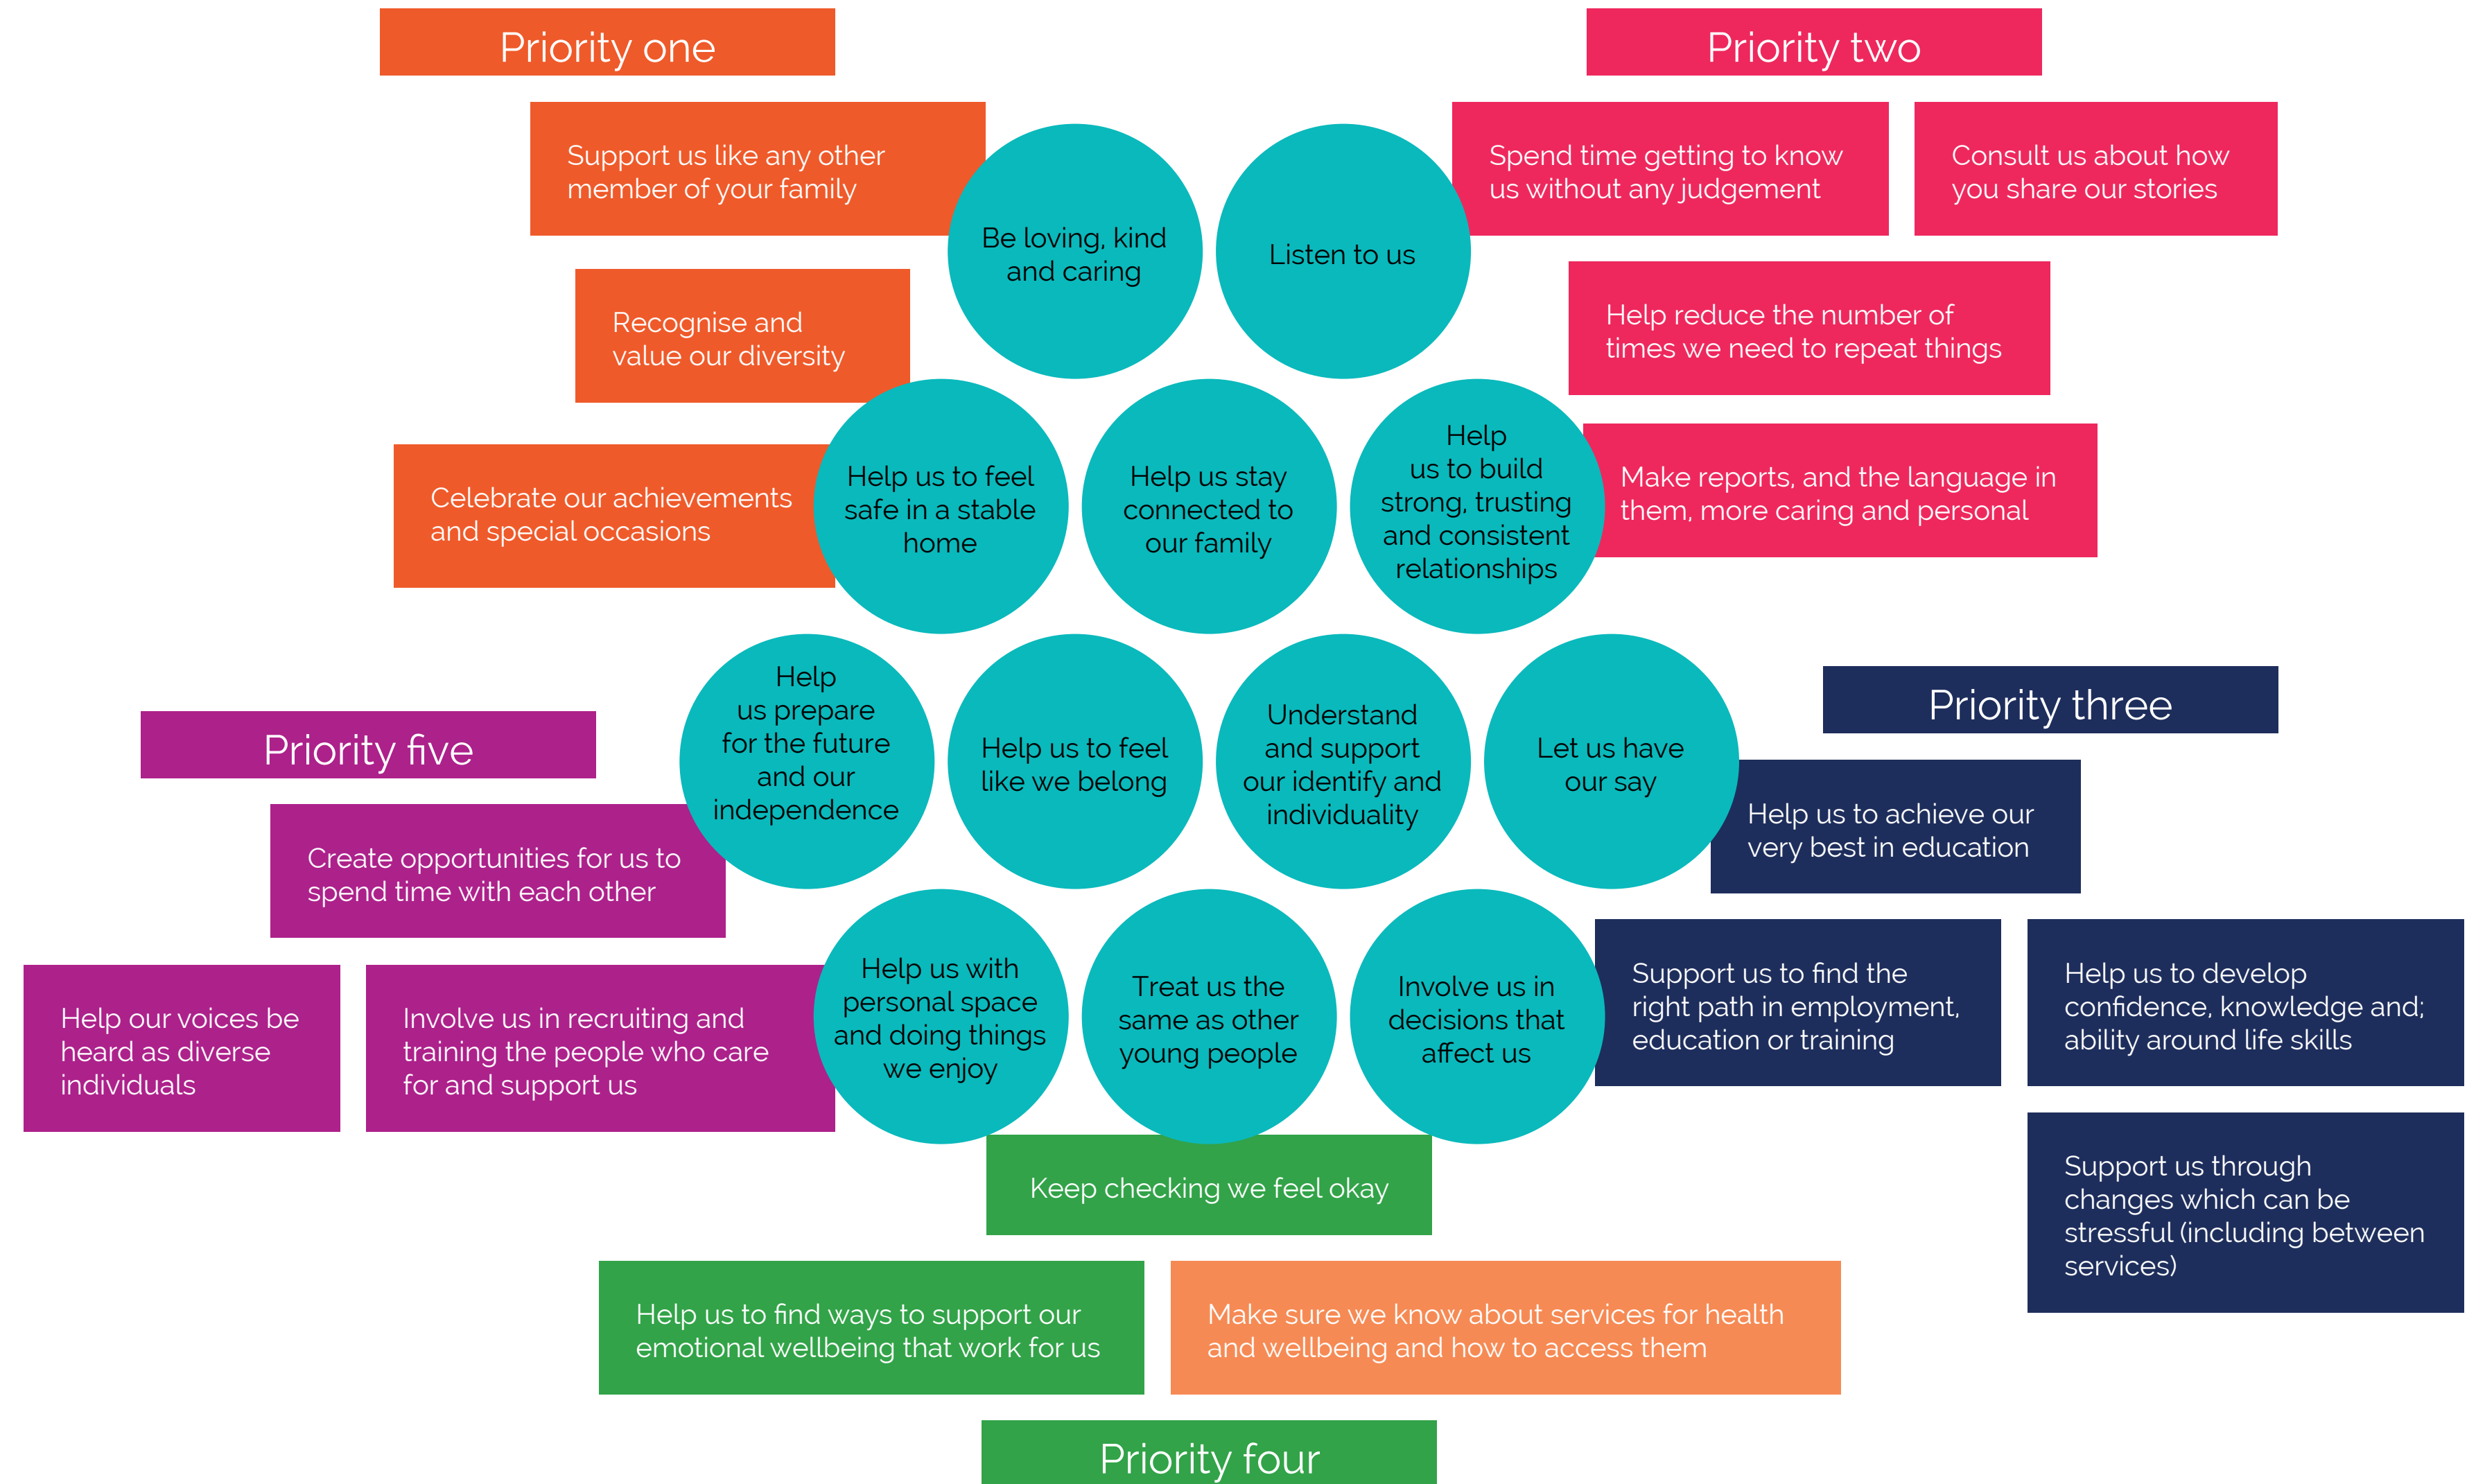 Priority one
Support us like any other
member of your family
Recognise and
value our diversity
Celebrate our achievements
and special occasions
Priority two
Spend time getting to know
us without any judgement
Consult us about how
you share our stories
Help reduce the number of
times we need to repeat things
Make reports, and the language in
them, more caring and personal
Be loving, kind
and caring
Listen to us
Help us to feel
safe in a stable
home
Help us stay
connected to
our family
Help
us to build
strong, trusting
and consistent
relationships
Help
us prepare
for the future
and our
independence
Help us to feel
like we belong
Understand
and support
our identify and
individuality
Let us have
our say
Help us with
personal space
and doing things
we enjoy
Treat us the
same as other
young people
Involve us in
decisions that
affect us
Priority three
Help us to achieve our
very best in education
Support us to find the
right path in employment,
education or training
Help us to develop
confidence, knowledge and;
ability around life skills
Support us through
changes which can be
stressful (including between
services)
Priority five
Create opportunities for us to
spend time with each other
Help our voices be
heard as diverse
individuals
Involve us in recruiting and
training the people who care
for and support us
Keep checking we feel okay
Help us to find ways to support our
emotional wellbeing that work for us
Make sure we know about services for health
and wellbeing and how to access them
Priority four